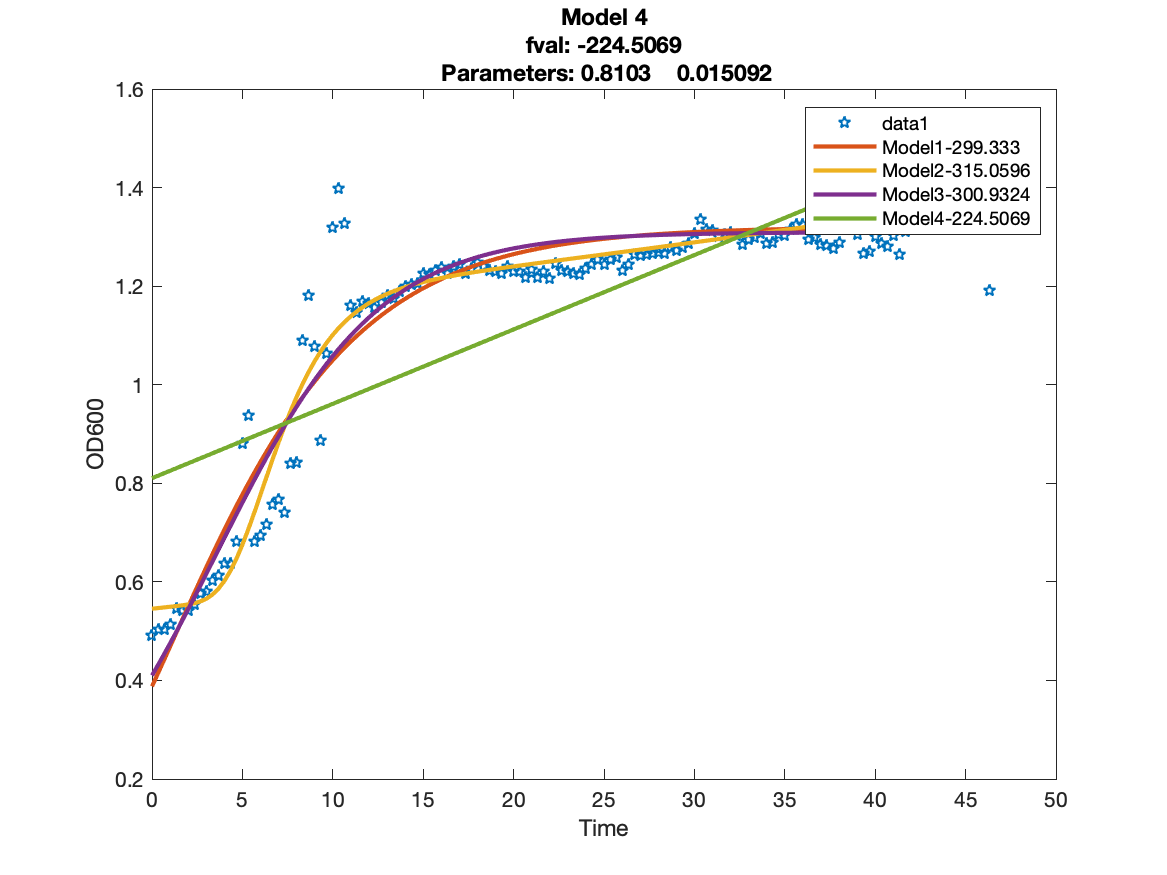 Model 4
fval: -224.5069
Parameters: 0.8103 0.015092
1.6
1.4
1.2
1
0.8
0.6
0.4
0.2
OD600
data1
Model1-299.333
Model2-315.0596
Model3-300.9324
Model4-224.5069
0 5 10 15 20 25 30 35 40 45 50
Time